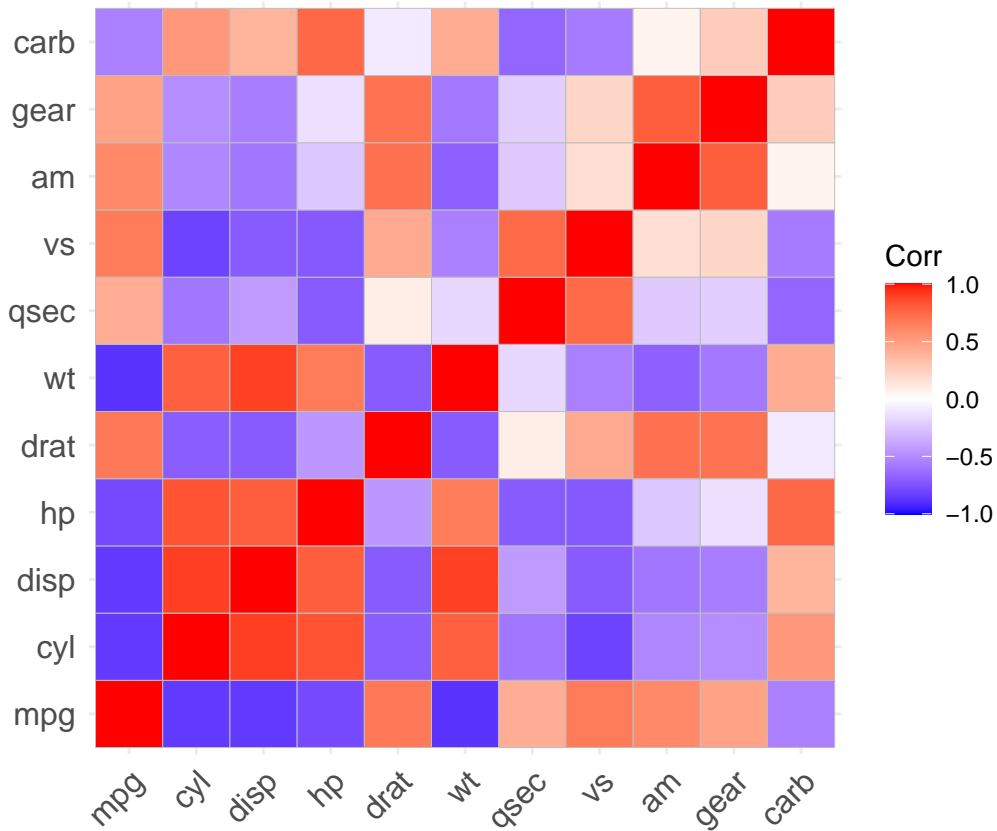 carb
gear
am
vs
qsec
wt
drat
hp
disp
cyl
mpg
mpg cyl disp hp drat wt qsec vs am gear carb
Corr
1.0
0.5
0.0
−0.5
−1.0